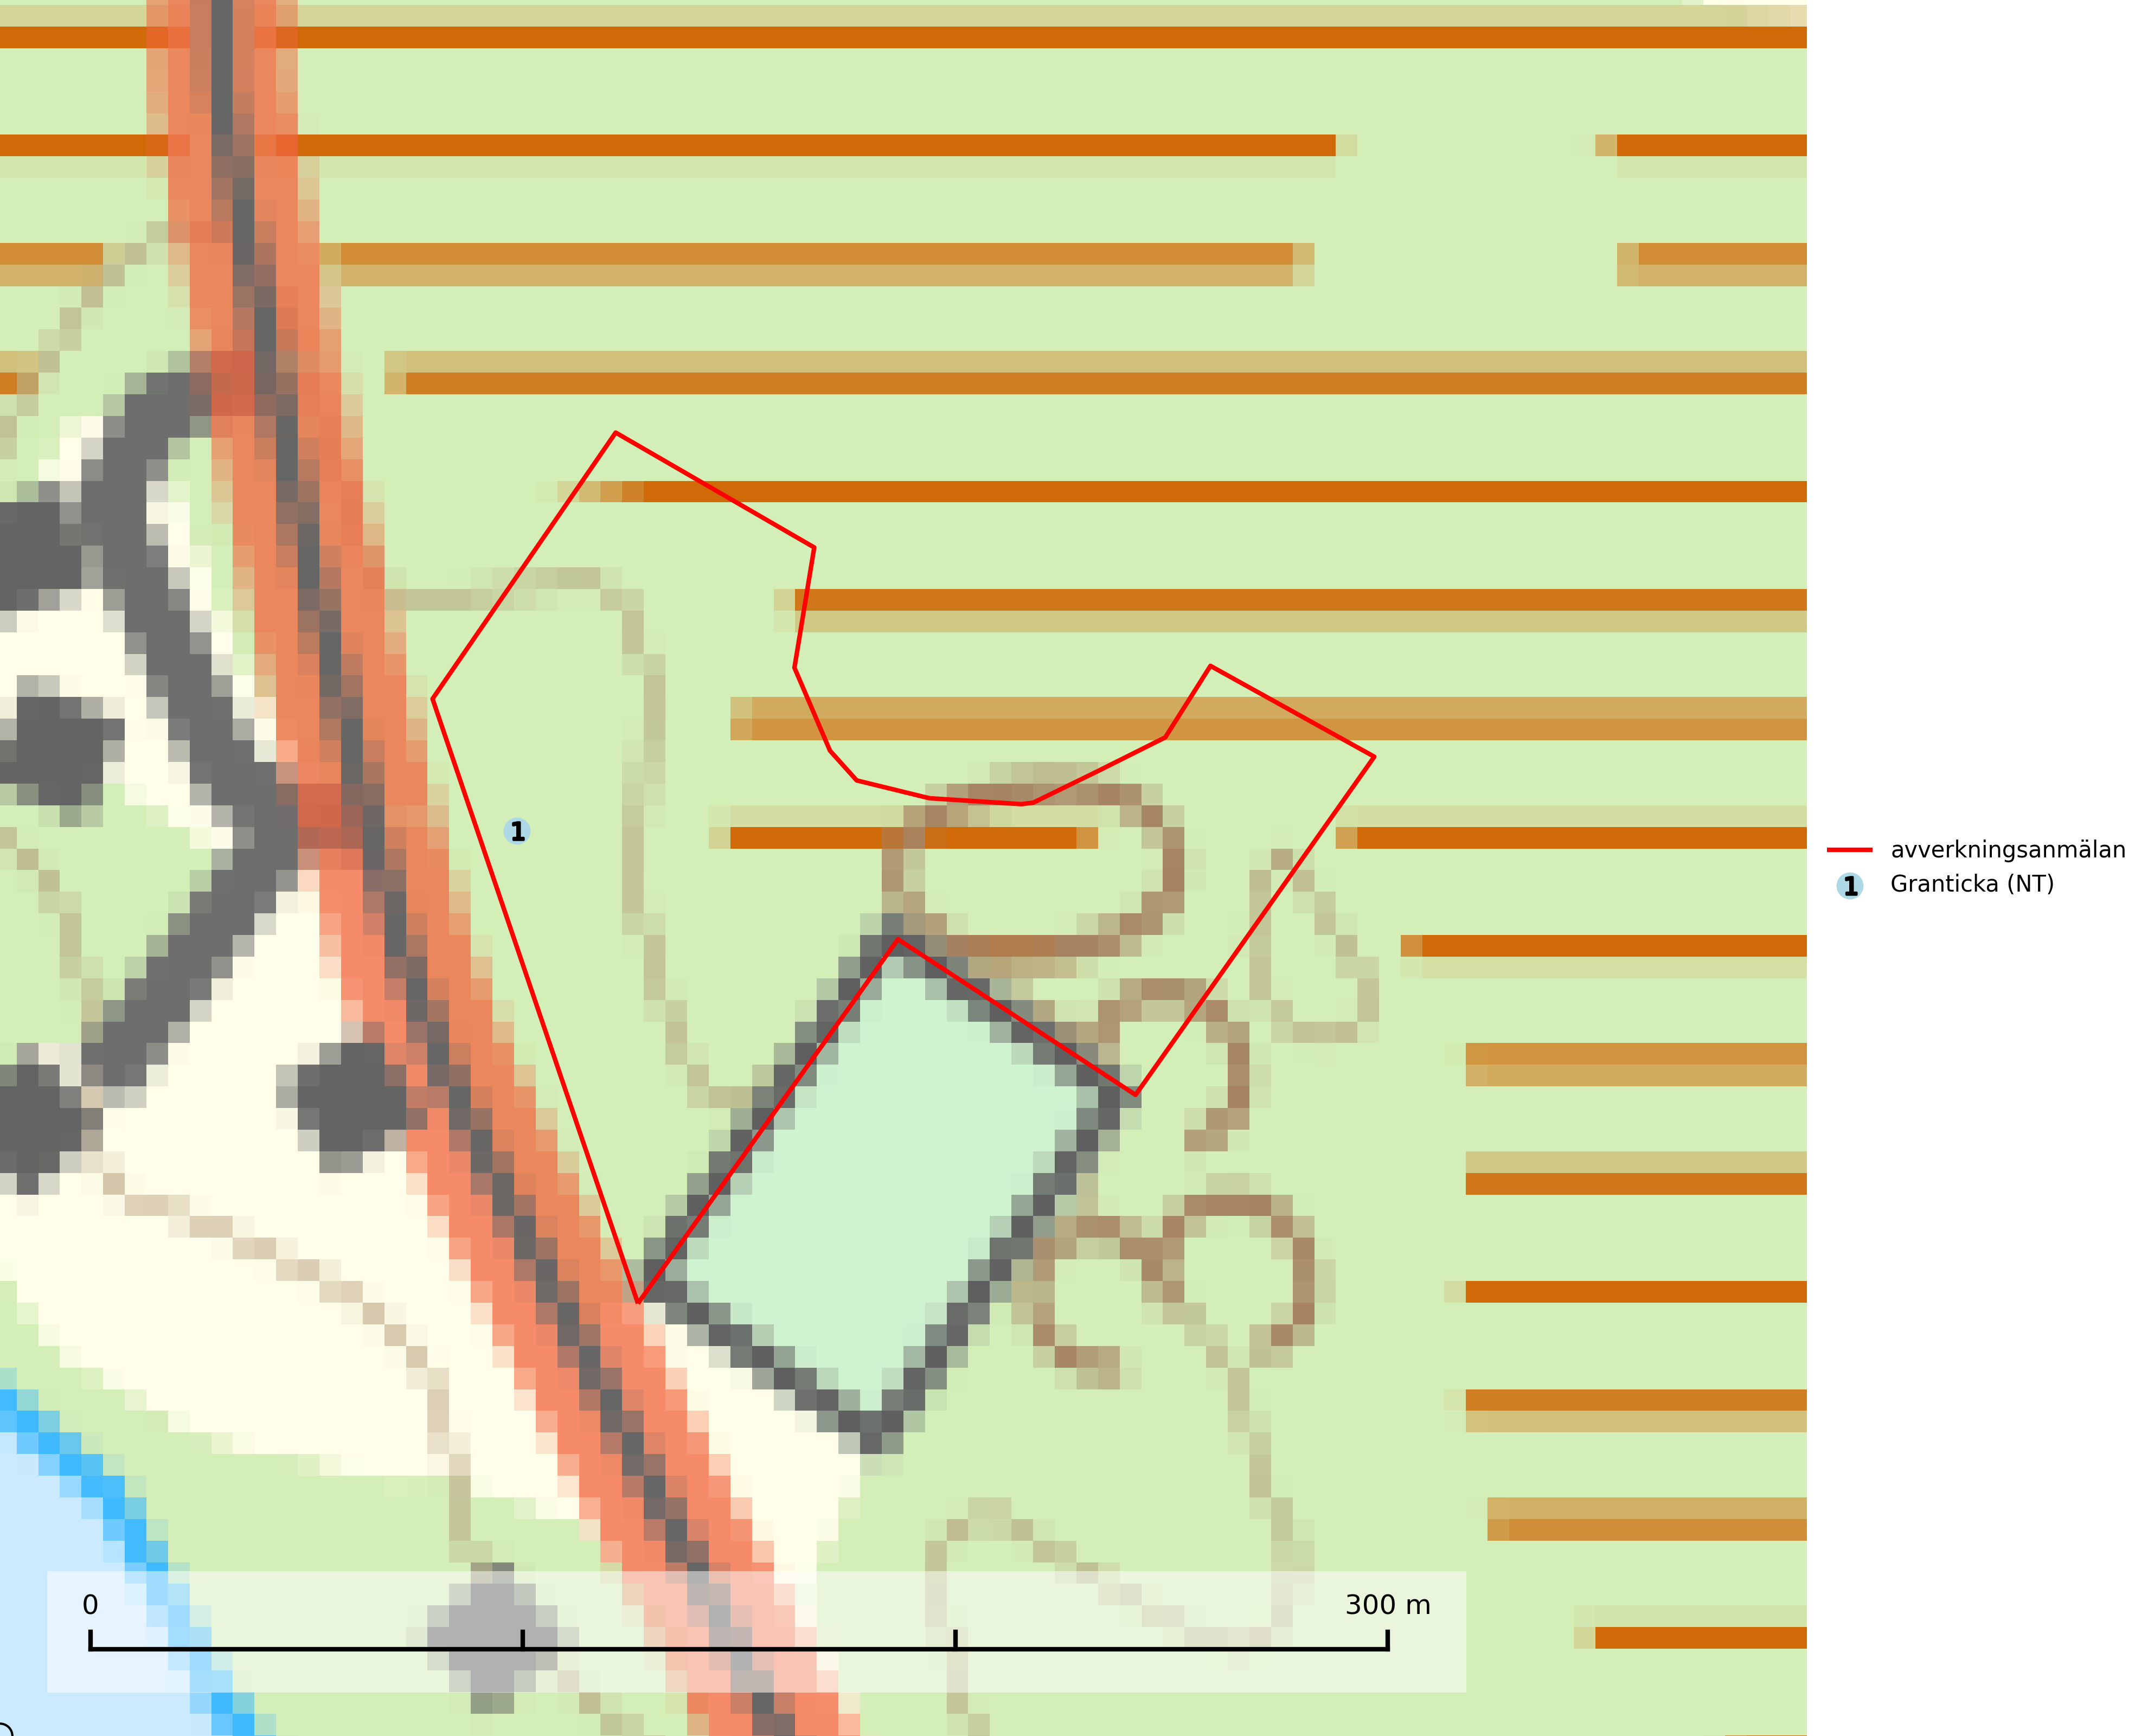 1
avverkningsanmälan
1 Granticka (NT)
0 300 m